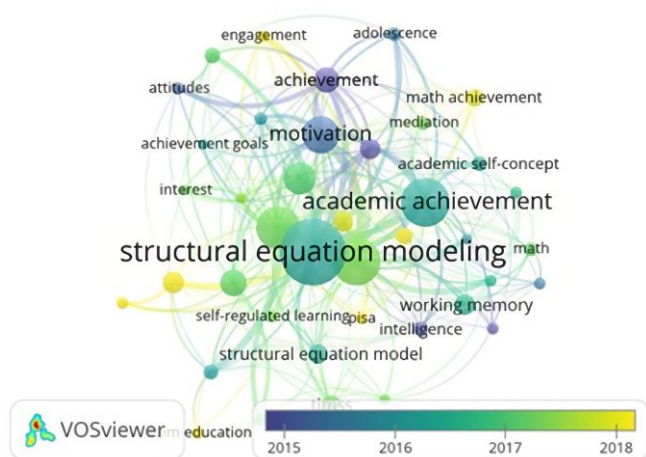 engagement
adolescence
achievement
attitudes
math achievement
motivation
mediation
achievement goals
academic self-concept
interest
academic achievement
structural equation modeling
math
working memory
self-regulated learning
pisa
intelligence
structural equation model
timss
VOSviewer
education
2015
2016
2017
2018